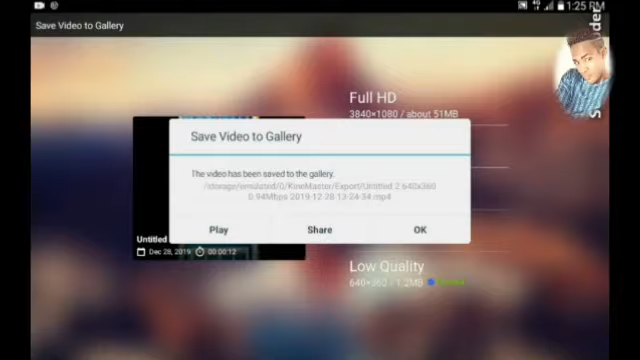 4G
1:25 PM
Save Video to Gallery
Full HD
3840×1080 / about 51MB
Save Video to Gallery
The video has been saved to the gallery.
/storage/emulated/0/KineMaster/Export/Untitled 2 640x360
0.94Mbps 2019-12-28 13-24-34.mp4
Play Share OK
Untitled
Dec 28, 2019 00:00:12
Low Quality
640×360 / 1.2MB